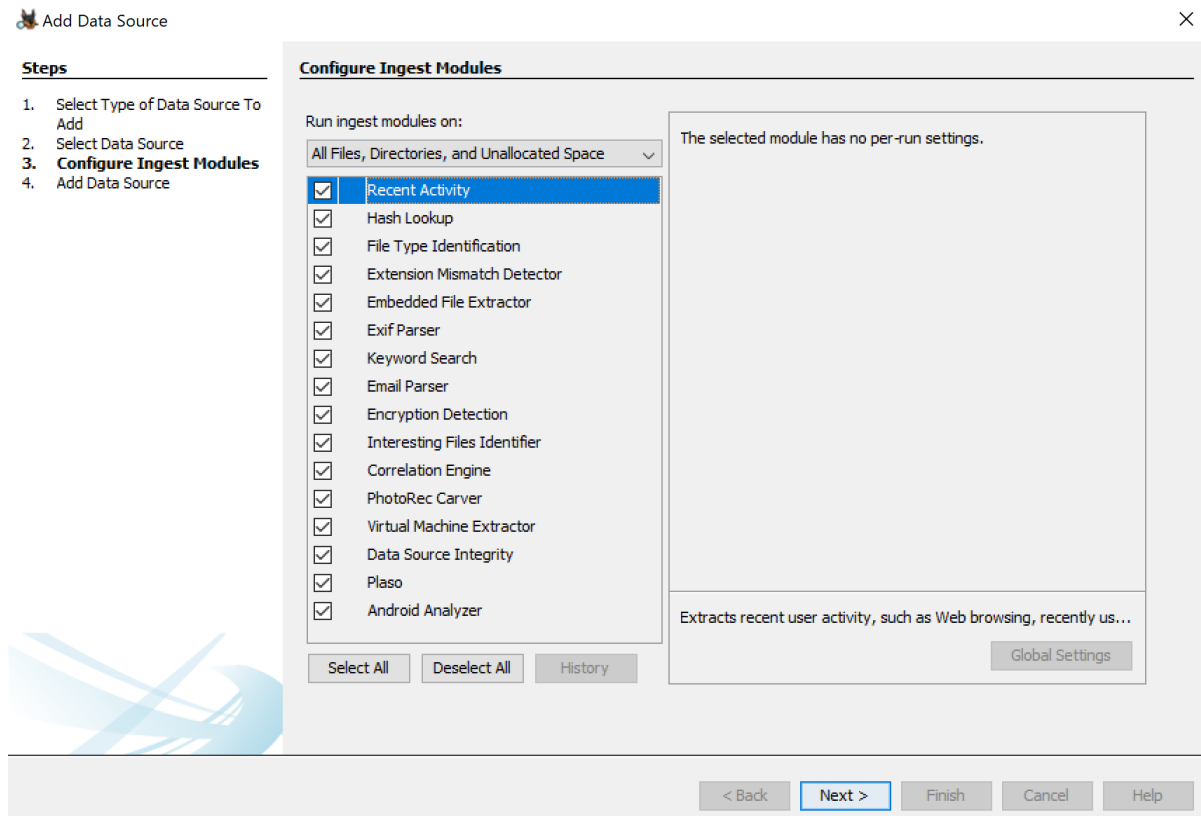 Add Data Source
Steps
1. Select Type of Data Source To
Add
2. Select Data Source
3. Configure Ingest Modules
4. Add Data Source
Configure Ingest Modules
Run ingest modules on:
All Files, Directories, and Unallocated Space
Recent Activity
Hash Lookup
File Type Identification
Extension Mismatch Detector
Embedded File Extractor
Exif Parser
Keyword Search
Email Parser
Encryption Detection
Interesting Files Identifier
Correlation Engine
PhotoRec Carver
Virtual Machine Extractor
Data Source Integrity
Plaso
Android Analyzer
Select All
Deselect All
History
The selected module has no per-run settings.
Extracts recent user activity, such as Web browsing, recently us...
Global Settings
< Back
Next >
Finish
Cancel
Help